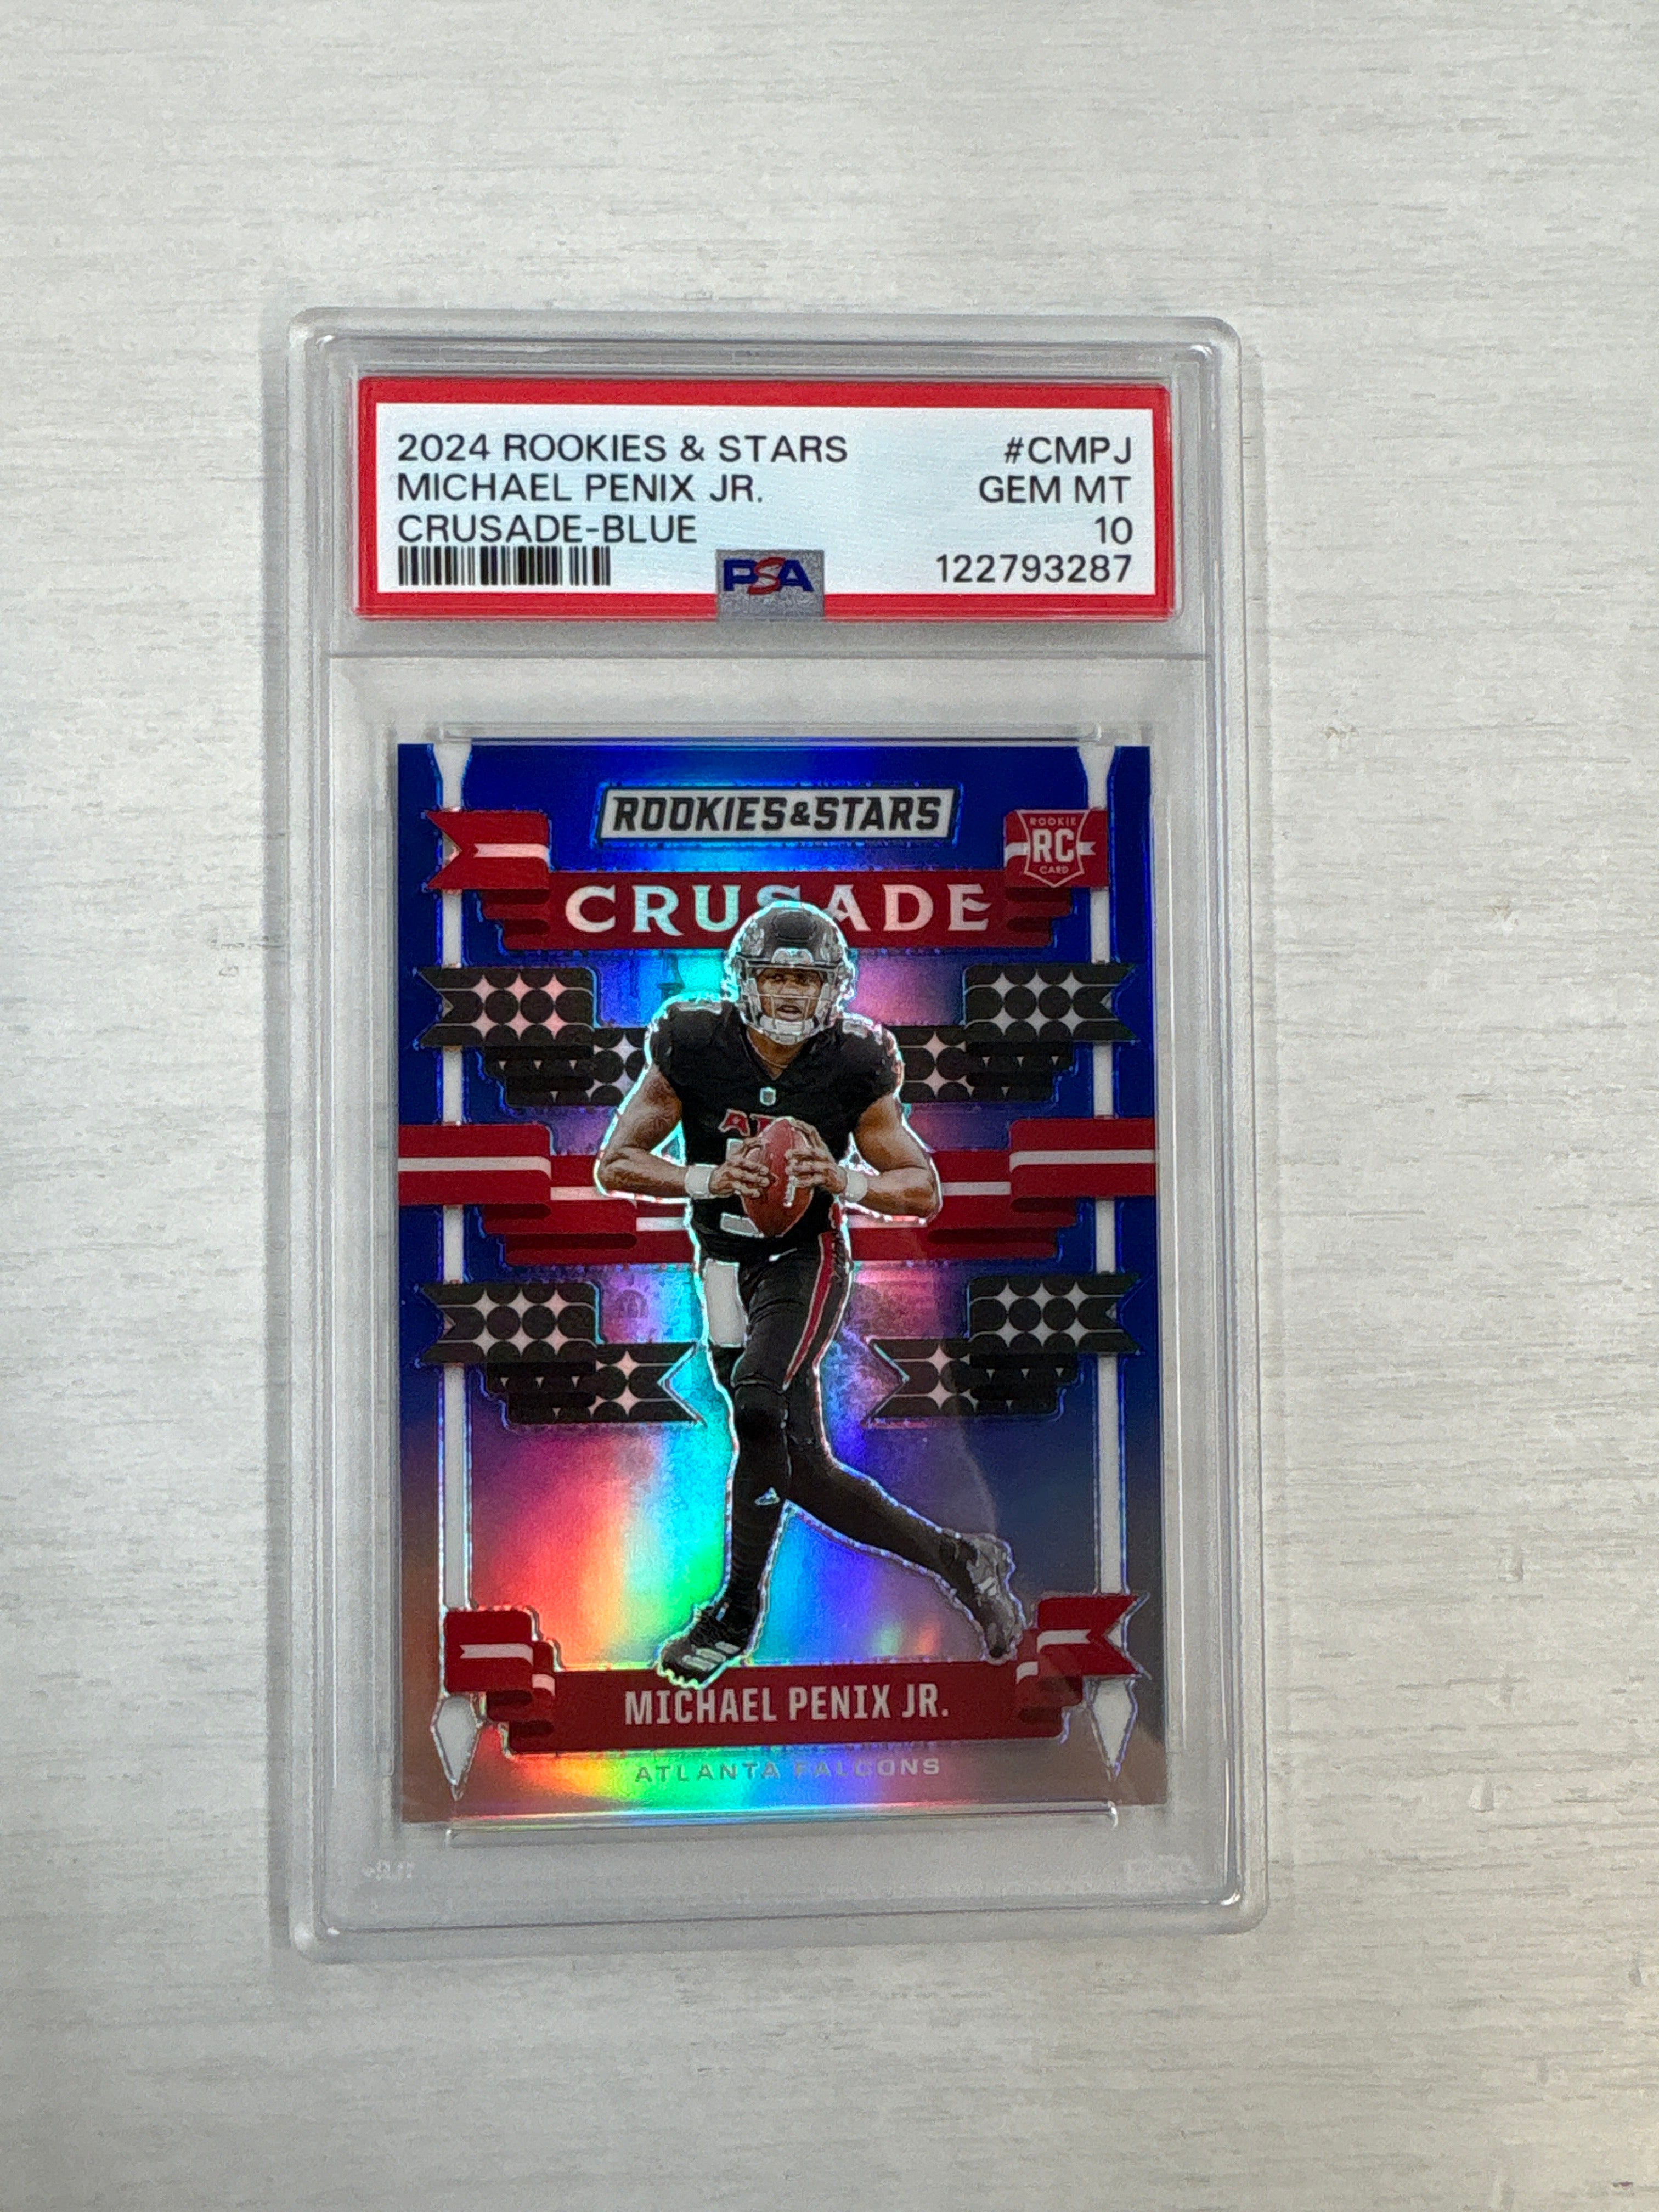 2024 ROOKIES & STARS #CMPJ
MICHAEL PENIX JR. GEM MT
CRUSADE-BLUE 10
PSA 122793287
ROOKIES&STARS
ROOKIE
RC
CARD
CRUSADE
MICHAEL PENIX JR.
ATLANTA FALCONS